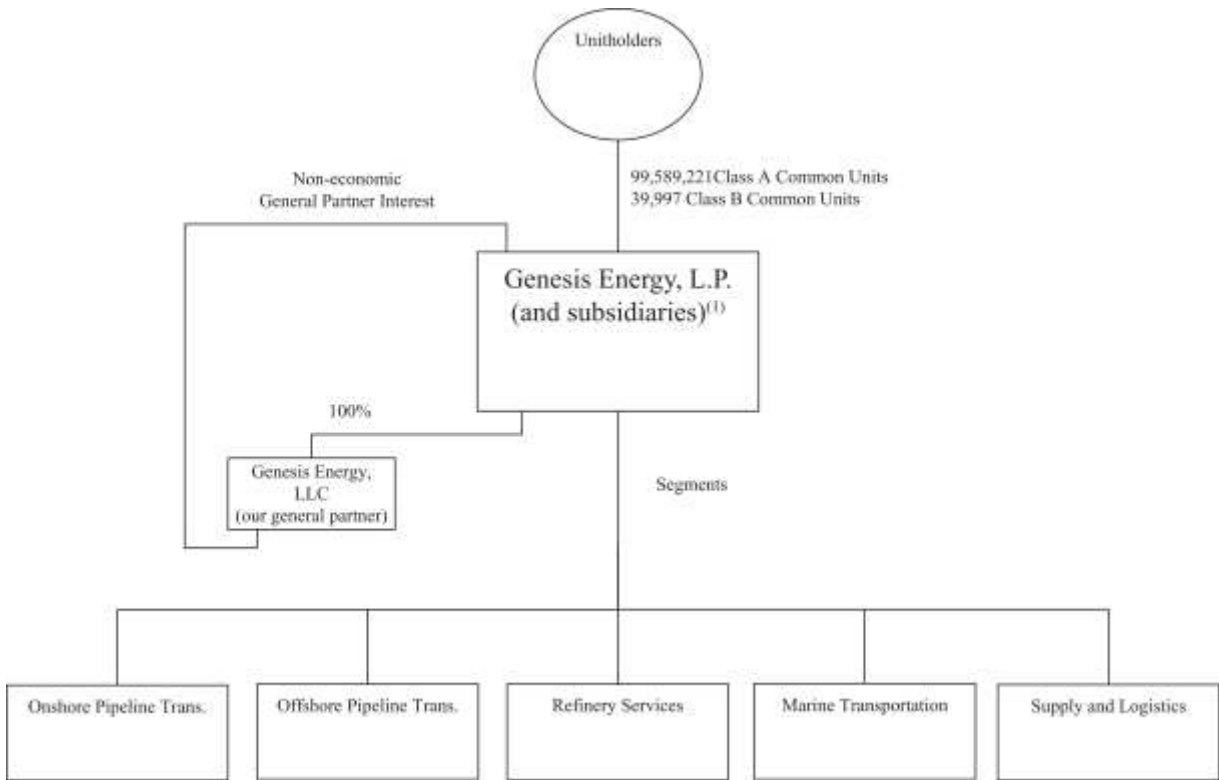 Unitholders
99,589,221Class A Common Units
39,997 Class B Common Units
Non-economic
General Partner Interest
Genesis Energy, L.P.
(and subsidiaries)(1)
100%
Genesis Energy,
LLC
(our general partner)
Segments
Onshore Pipeline Trans.
Offshore Pipeline Trans.
Refinery Services
Marine Transportation
Supply and Logistics